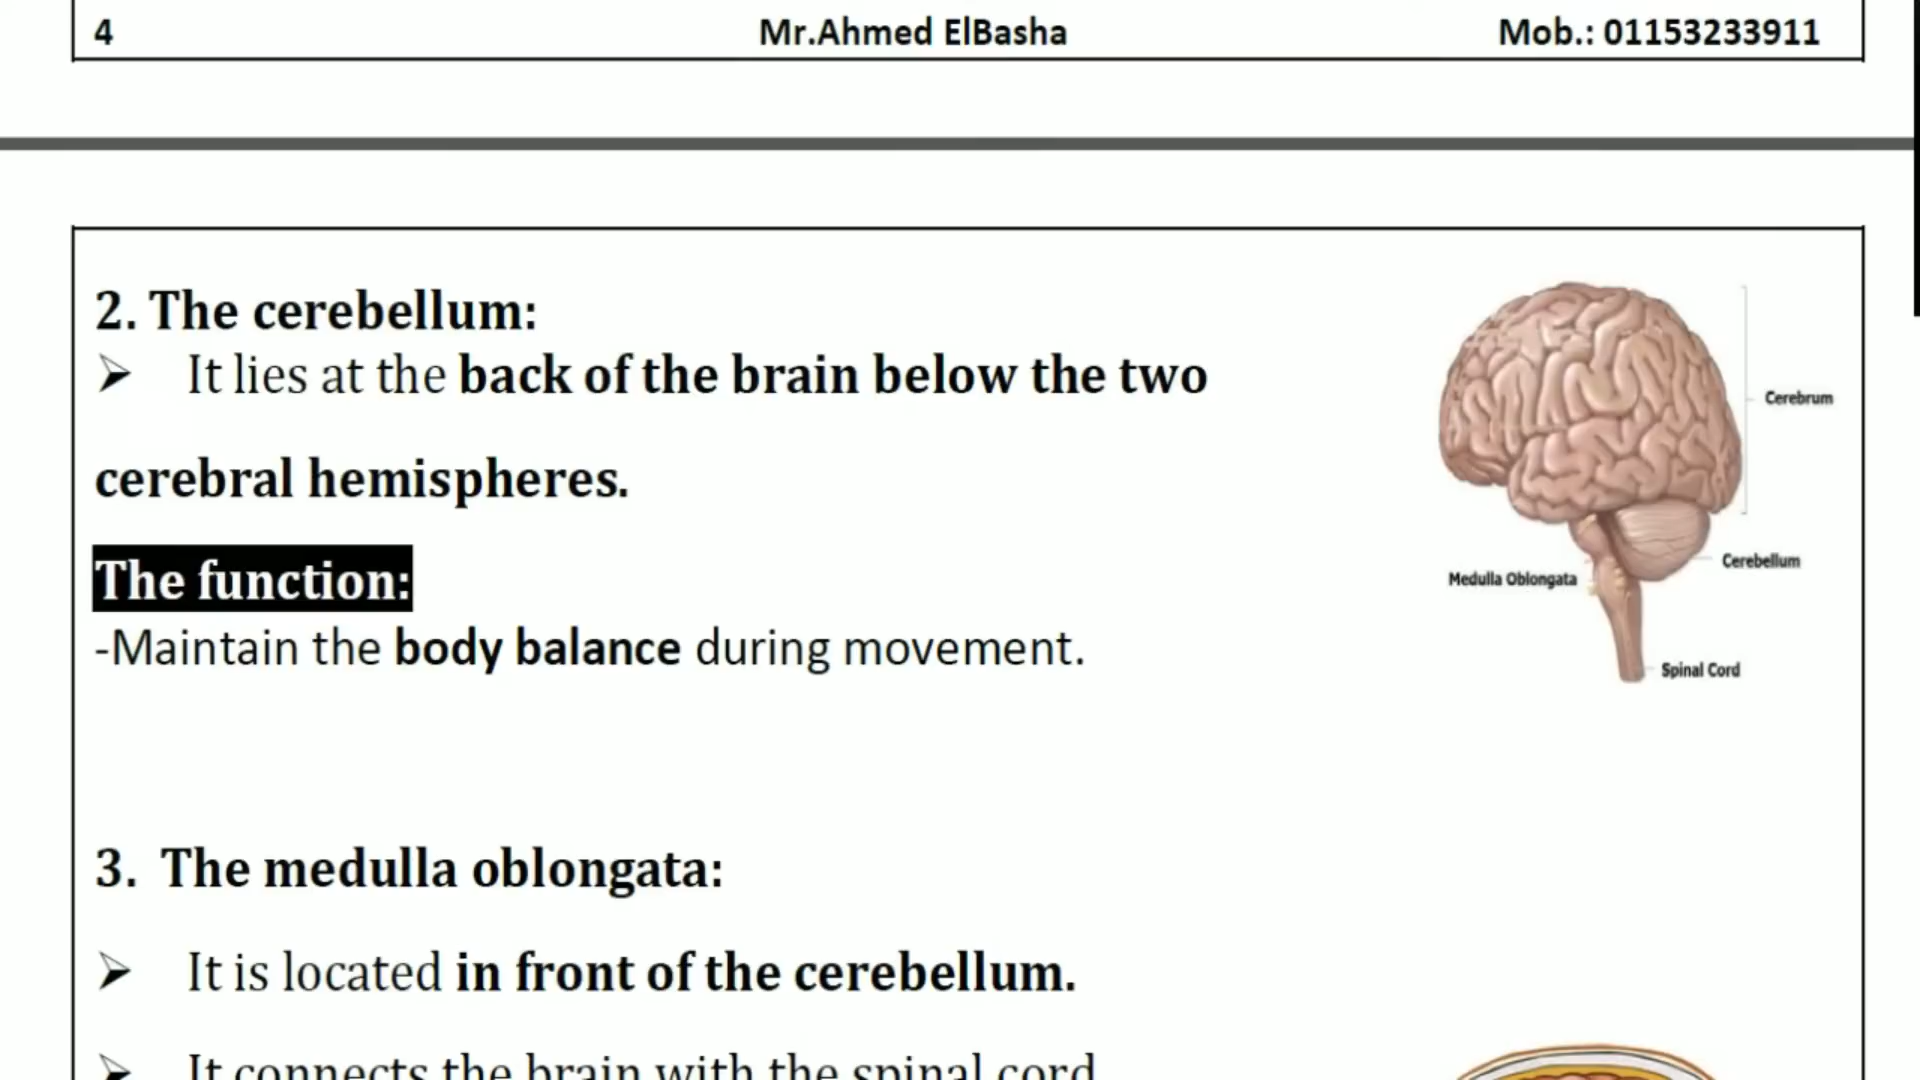 4 Mr.Ahmed ElBasha Mob.: 01153233911
2. The cerebellum:
➢ It lies at the back of the brain below the two
cerebral hemispheres.
The function:
-Maintain the body balance during movement.
Cerebrum
Cerebellum
Medulla Oblongata
Spinal Cord
3. The medulla oblongata:
➢ It is located in front of the cerebellum.
➢ It connects the brain with the spinal cord